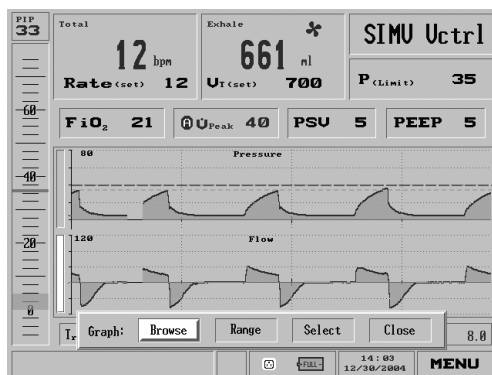 PIP
33
Total
12 bpm
Rate (set) 12
Exhale
661 ml
VT (set) 700
SIMV Vctrl
P (Limit) 35
60
40
20
0
FiO2 21
A V̇Peak 40
PSV 5
PEEP 5
80 Pressure
120 Flow
8.0
Graph: Browse Range Select Close
FULL
14:03
12/30/2004
MENU